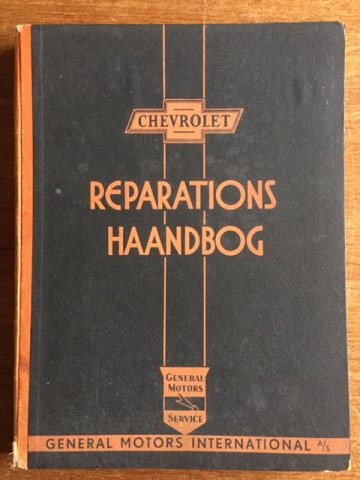 CHEVROLET
REPARATIONS
HAANDBOG
GENERAL
MOTORS
SERVICE
GENERAL MOTORS INTERNATIONAL A/S